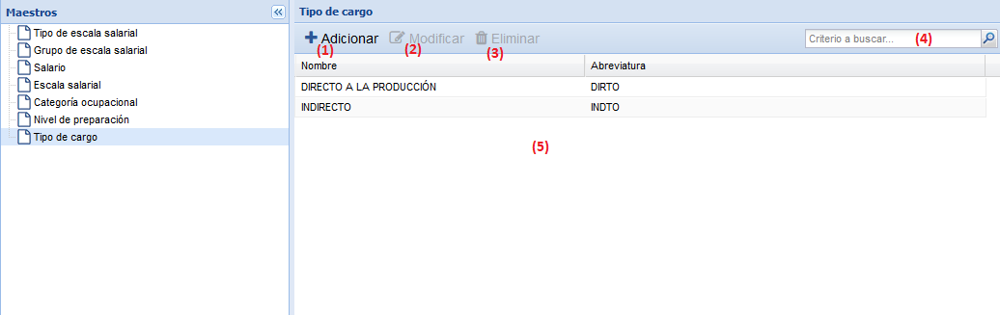 Maestros
Tipo de escala salarial
Grupo de escala salarial
Salario
Escala salarial
Categoría ocupacional
Nivel de preparación
Tipo de cargo
Tipo de cargo
Adicionar Modificar Eliminar Criterio a buscar...
(1) (2) (3) (4)
Nombre Abreviatura
DIRECTO A LA PRODUCCIÓN DIRTO
INDIRECTO INDTO
(5)